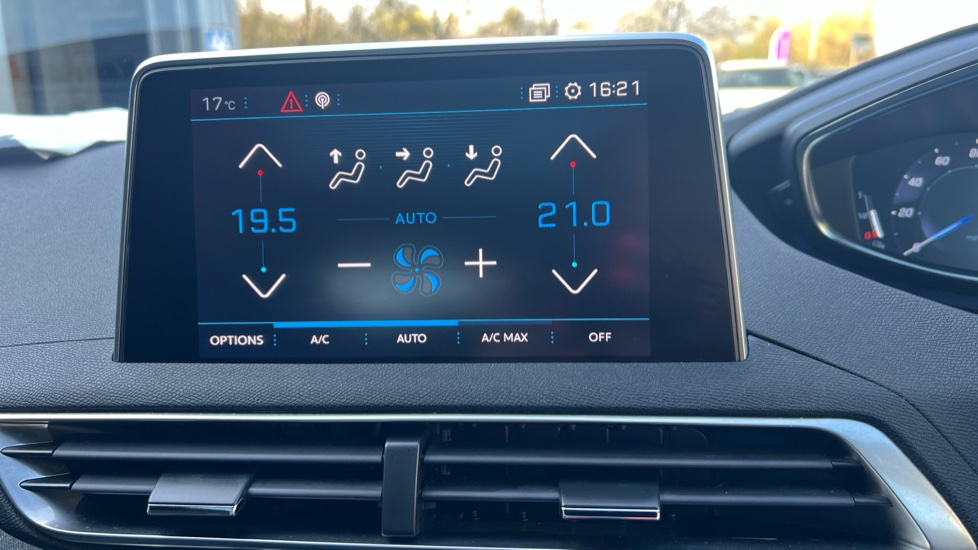 17°C 16:21
19.5 21.0
AUTO
OPTIONS A/C AUTO A/C MAX OFF
60
40
20